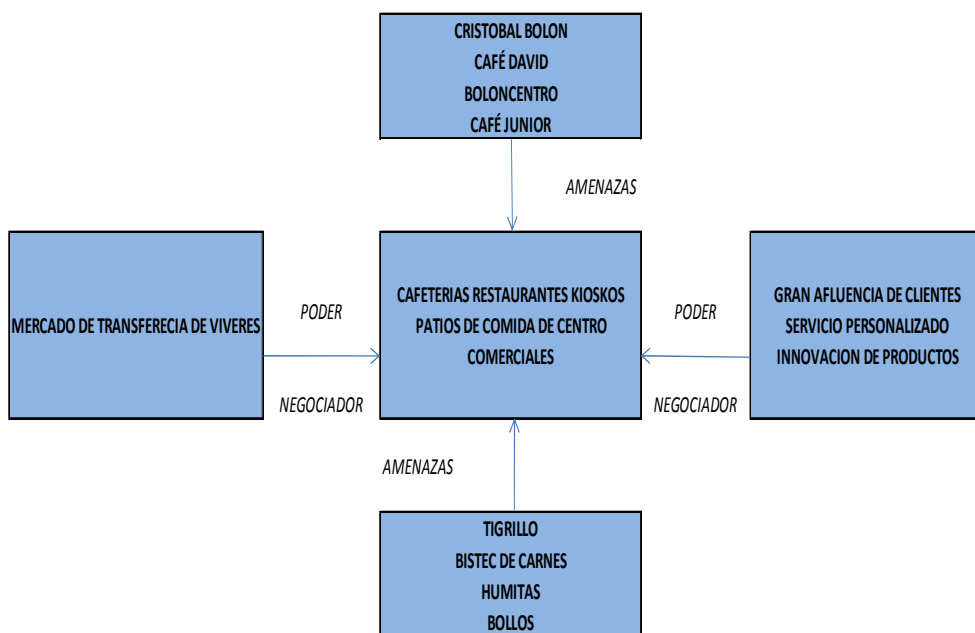 CRISTOBAL BOLON
CAFÉ DAVID
BOLONCENTRO
CAFÉ JUNIOR
AMENAZAS
MERCADO DE TRANSFERECIA DE VIVERES
PODER
NEGOCIADOR
CAFETERIAS RESTAURANTES KIOSKOS
PATIOS DE COMIDA DE CENTRO
COMERCIALES
PODER
NEGOCIADOR
GRAN AFLUENCIA DE CLIENTES
SERVICIO PERSONALIZADO
INNOVACION DE PRODUCTOS
AMENAZAS
TIGRILLO
BISTEC DE CARNES
HUMITAS
BOLLOS